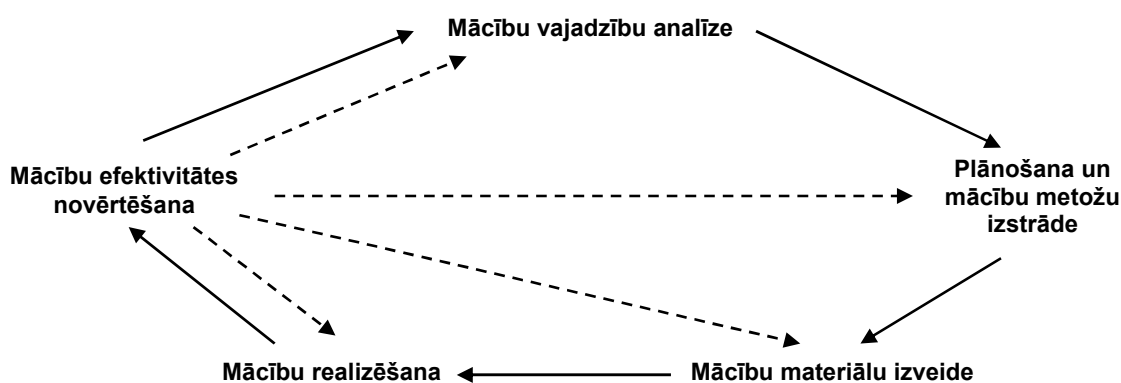 Mācību vajadzību analīze
Mācību efektivitātes
novērtēšana
Plānošana un
mācību metožu
izstrāde
Mācību realizēšana
Mācību materiālu izveide